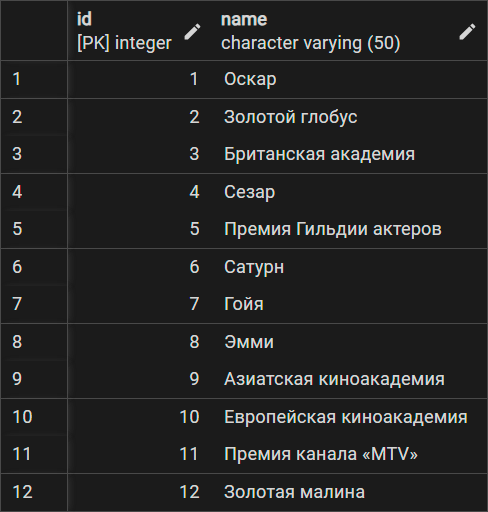 id name
[PK] integer character varying (50)
1 1 Оскар
2 2 Золотой глобус
3 3 Британская академия
4 4 Сезар
5 5 Премия Гильдии актеров
6 6 Сатурн
7 7 Гойя
8 8 Эмми
9 9 Азиатская киноакадемия
10 10 Европейская киноакадемия
11 11 Премия канала «MTV»
12 12 Золотая малина